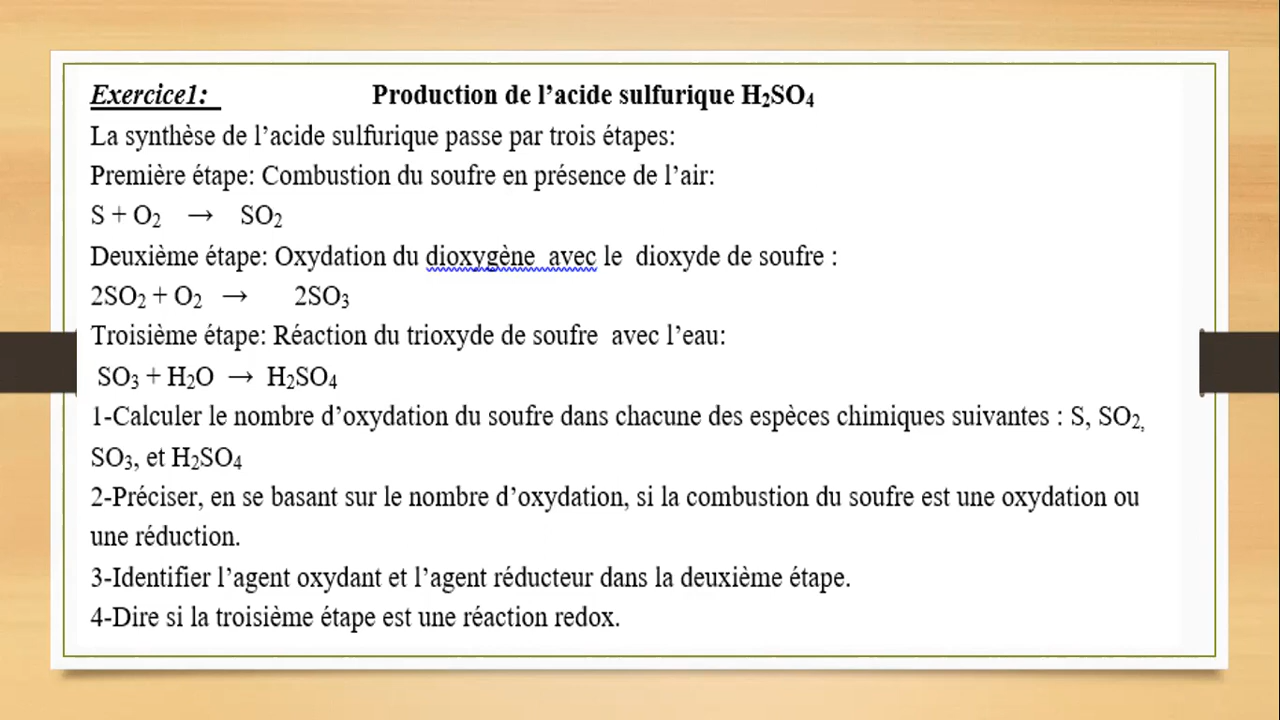 Exercice1: Production de l’acide sulfurique H₂SO₄
La synthèse de l’acide sulfurique passe par trois étapes:
Première étape: Combustion du soufre en présence de l’air:
S + O₂ → SO₂
Deuxième étape: Oxydation du dioxygène avec le dioxyde de soufre :
2SO₂ + O₂ → 2SO₃
Troisième étape: Réaction du trioxyde de soufre avec l’eau:
SO₃ + H₂O → H₂SO₄
1-Calculer le nombre d’oxydation du soufre dans chacune des espèces chimiques suivantes : S, SO₂,
SO₃, et H₂SO₄
2-Préciser, en se basant sur le nombre d’oxydation, si la combustion du soufre est une oxydation ou
une réduction.
3-Identifier l’agent oxydant et l’agent réducteur dans la deuxième étape.
4-Dire si la troisième étape est une réaction redox.